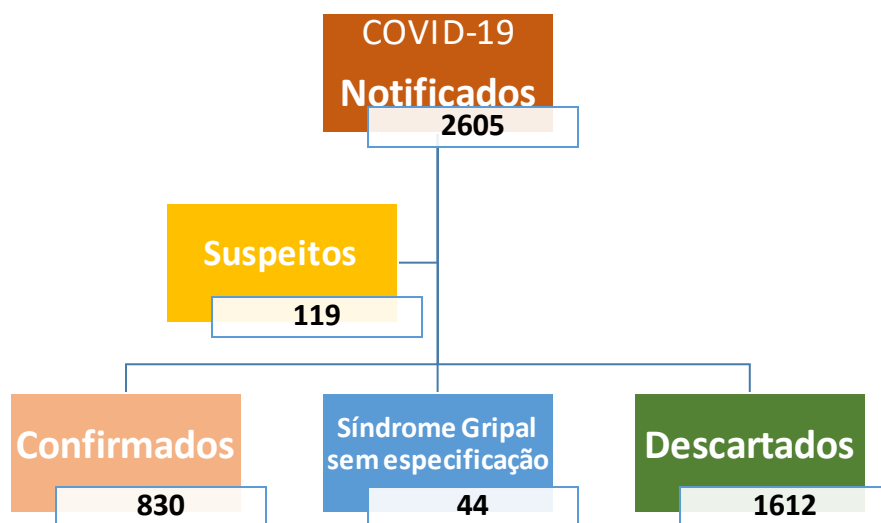 COVID-19
Notificados
2605
Suspeitos
119
Confirmados
830
Síndrome Gripal
sem especificação
44
Descartados
1612